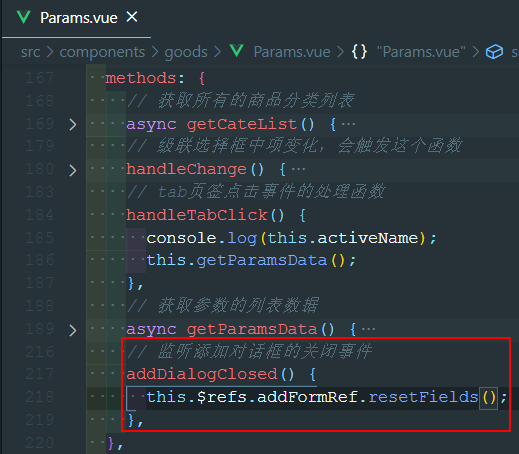 Params.vue ×
src > components > goods > Params.vue > {} "Params.vue" > s
167 methods: {
168 // 获取所有的商品分类列表
169 > async getCateList() {…
179 // 级联选择框中项变化，会触发这个函数
180 > handleChange() {…
183 // tab页签点击事件的处理函数
184 handleTabClick() {
185 console.log(this.activeName);
186 this.getParamsData();
187 },
188 // 获取参数的列表数据
189 > async getParamsData() {…
216 // 监听添加对话框的关闭事件
217 addDialogClosed() {
218 this.$refs.addFormRef.resetFields();
219 },
220 },